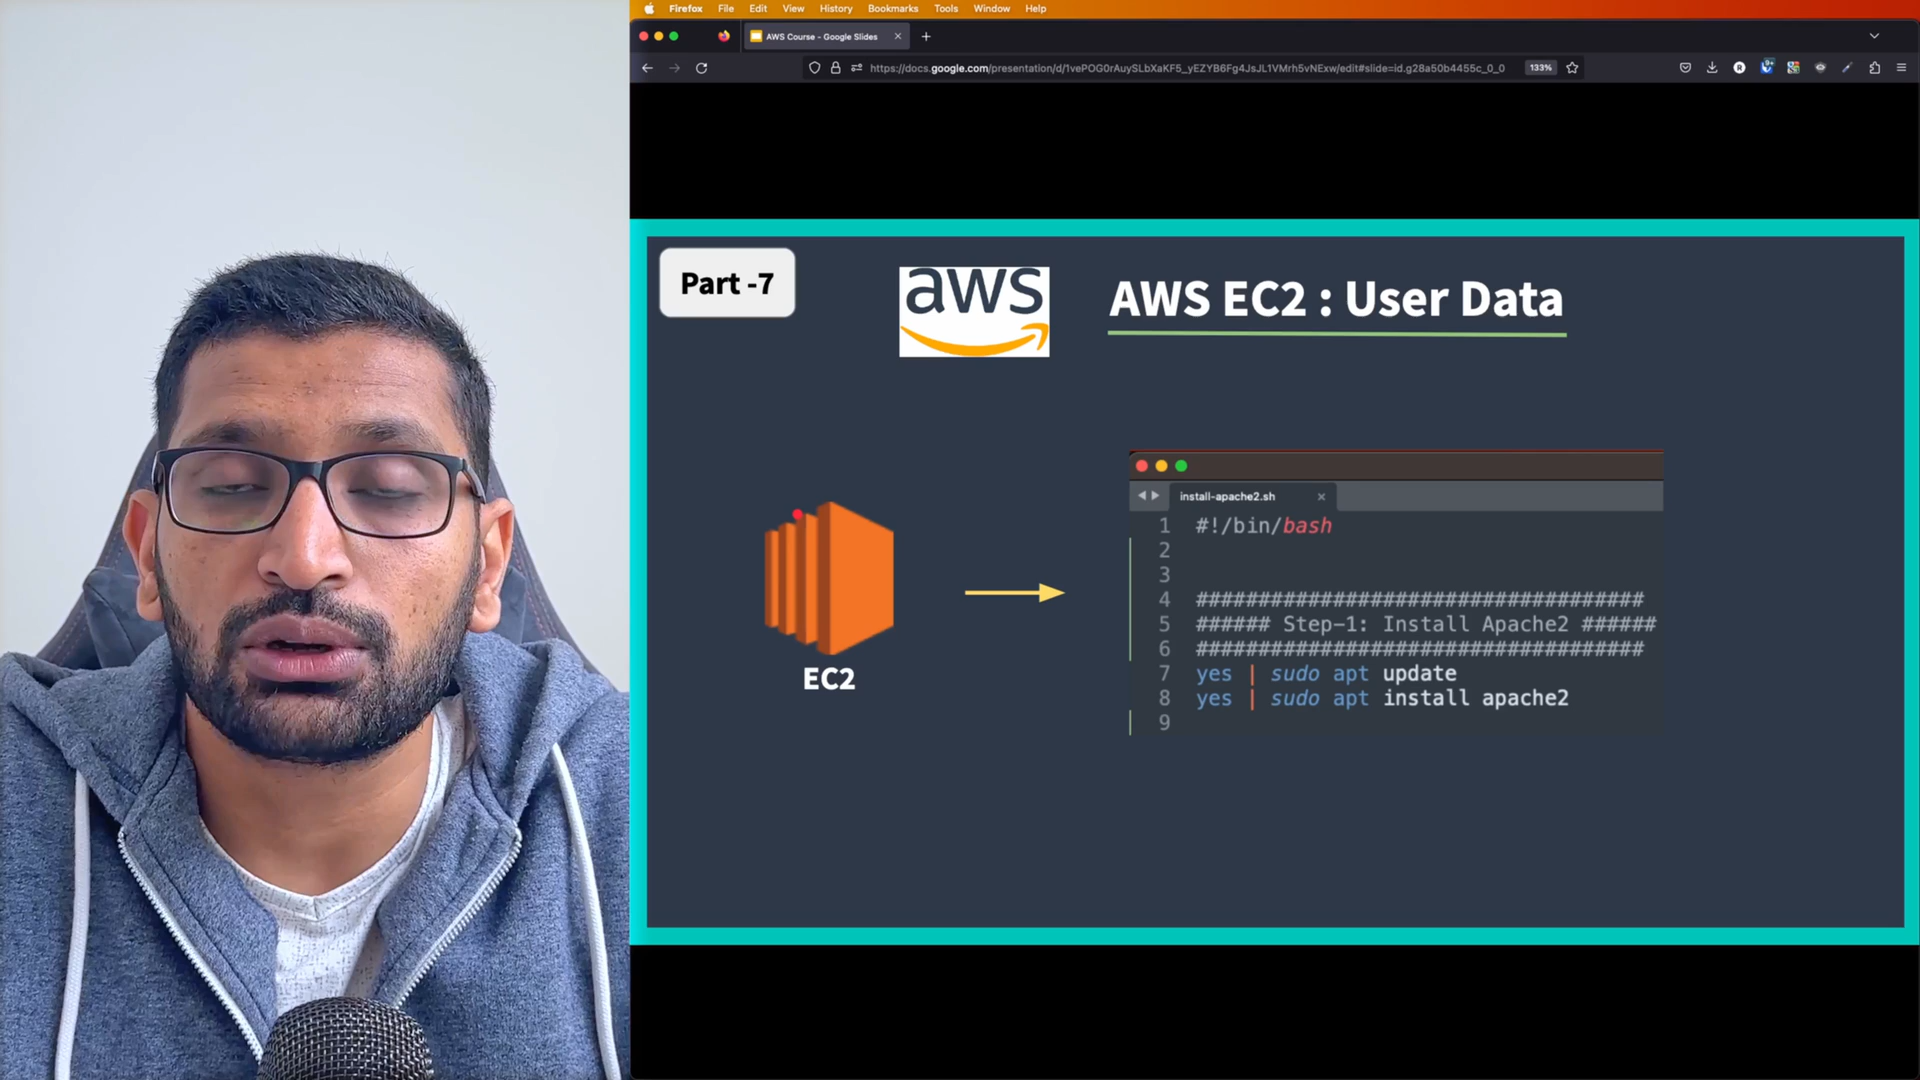 Firefox File Edit View History Bookmarks Tools Window Help
AWS Course - Google Slides
https://docs.google.com/presentation/d/1vePOG0rAuySLbXaKF5_yEZYB6Fg4JsJL1VMrh5vNExw/edit#slide=id.g28a50b4455c_0_0 133%
Part -7
aws
AWS EC2 : User Data
install-apache2.sh
1 #!/bin/bash
2
3
4 ####################################
5 ###### Step-1: Install Apache2 ######
6 ####################################
7 yes | sudo apt update
8 yes | sudo apt install apache2
9
EC2